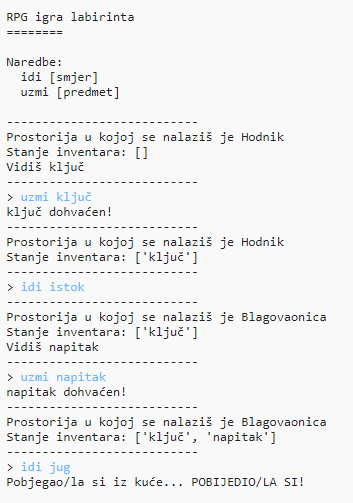 RPG igra labirinta
========
Naredbe:
  idi [smjer]
  uzmi [predmet]
---------------------------
Prostorija u kojoj se nalaziš je Hodnik
Stanje inventara: []
Vidiš ključ
---------------------------
> uzmi ključ
ključ dohvaćen!
---------------------------
Prostorija u kojoj se nalaziš je Hodnik
Stanje inventara: ['ključ']
---------------------------
> idi istok
---------------------------
Prostorija u kojoj se nalaziš je Blagovaonica
Stanje inventara: ['ključ']
Vidiš napitak
---------------------------
> uzmi napitak
napitak dohvaćen!
---------------------------
Prostorija u kojoj se nalaziš je Blagovaonica
Stanje inventara: ['ključ', 'napitak']
---------------------------
> idi jug
Pobjegao/la si iz kuće... POBIJEDIO/LA SI!